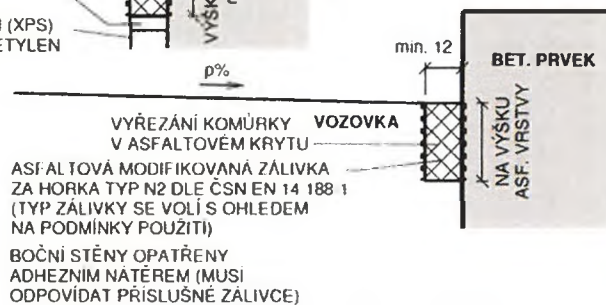 (XPS)
ETYLEN
VÝŠKU
p%
min. 12
BET. PRVEK
VYŘEZÁNÍ KOMŮRKY
V ASFALTOVÉM KRYTU
VOZOVKA
NA VÝŠKU
ASF. VRSTVY
ASFALTOVÁ MODIFIKOVANÁ ZÁLIVKA
ZA HORKA TYP N2 DLE ČSN EN 14 188 1
(TYP ZÁLIVKY SE VOLÍ S OHLEDEM
NA PODMÍNKY POUŽITÍ)
BOČNÍ STĚNY OPATŘENY
ADHEZNIM NÁTĚREM (MUSÍ
ODPOVÍDAT PŘÍSLUŠNÉ ZÁLIVCE)